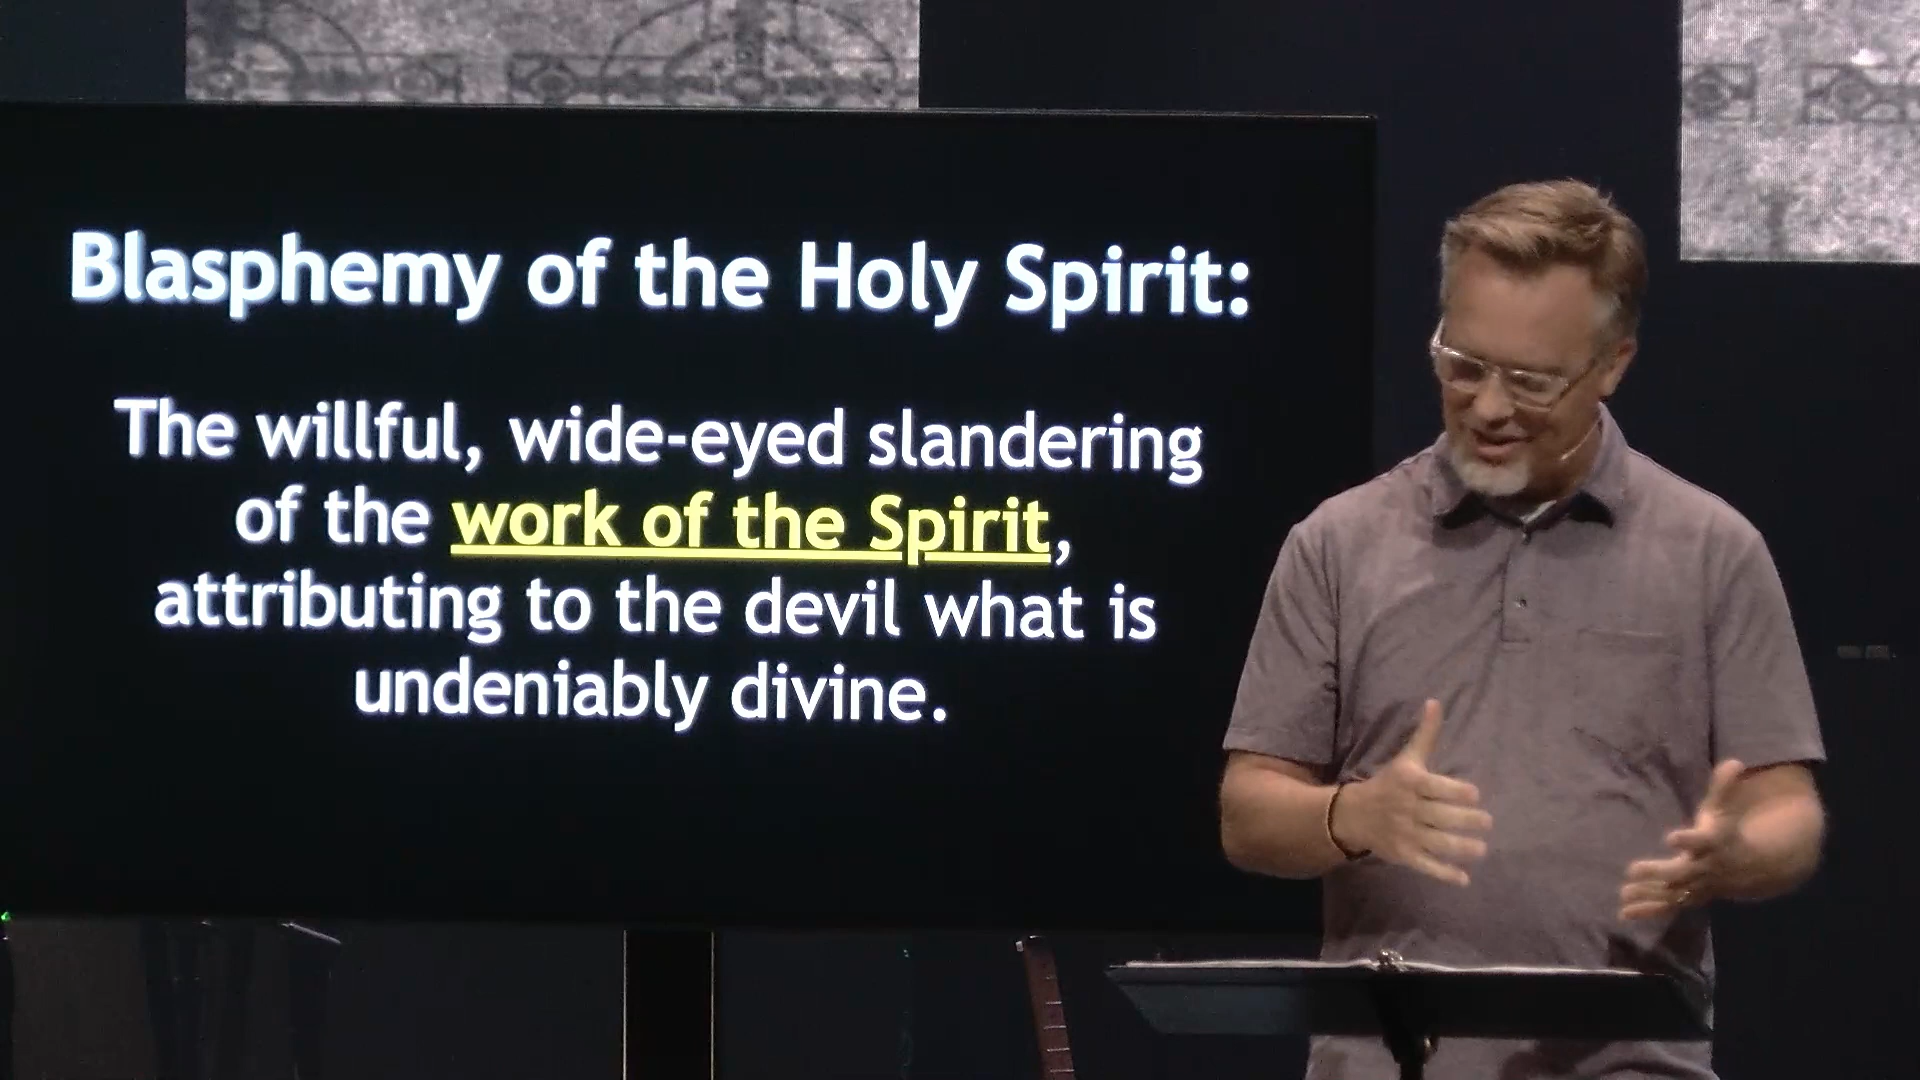 Blasphemy of the Holy Spirit:
The willful, wide-eyed slandering
of the work of the Spirit,
attributing to the devil what is
undeniably divine.